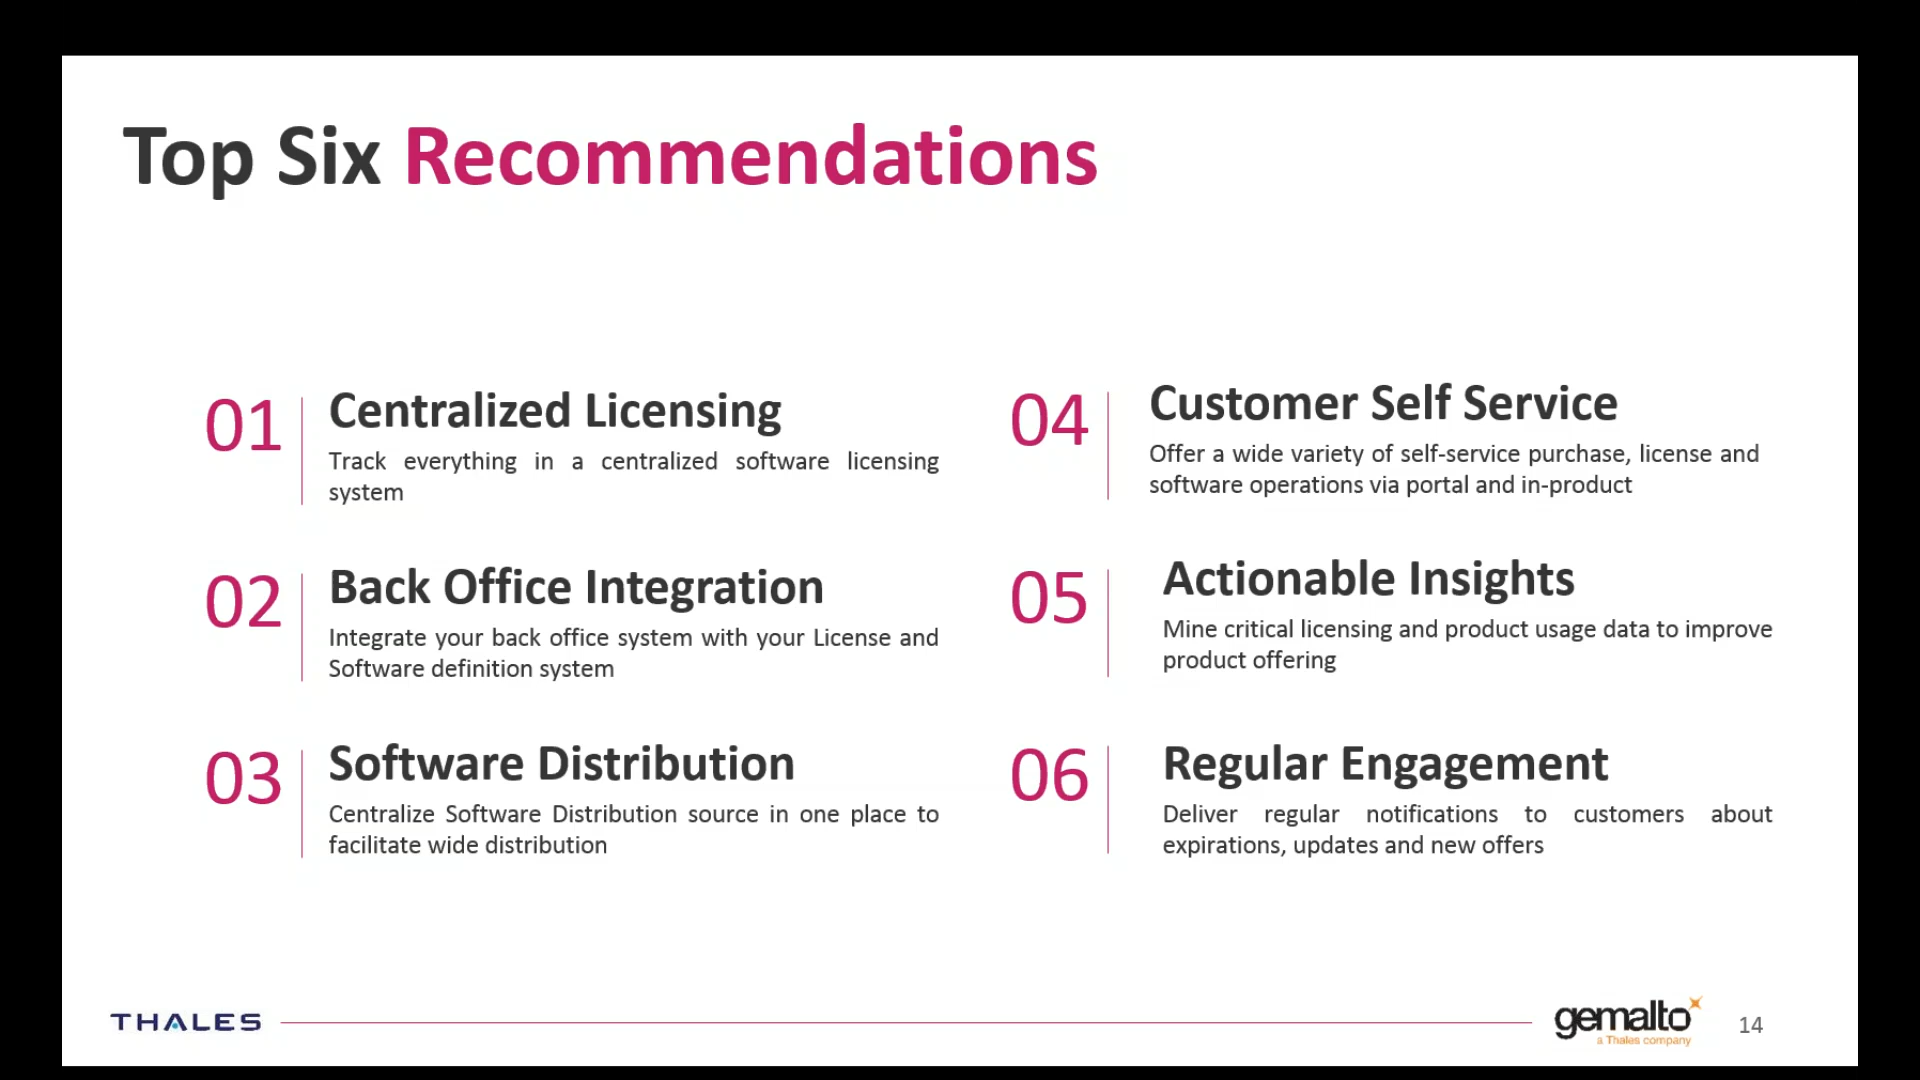 Top Six Recommendations
01
Centralized Licensing
Track everything in a centralized software licensing
system
02
Back Office Integration
Integrate your back office system with your License and
Software definition system
03
Software Distribution
Centralize Software Distribution source in one place to
facilitate wide distribution
04
Customer Self Service
Offer a wide variety of self-service purchase, license and
software operations via portal and in-product
05
Actionable Insights
Mine critical licensing and product usage data to improve
product offering
06
Regular Engagement
Deliver regular notifications to customers about
expirations, updates and new offers
THALES
gemalto
a Thales company
14